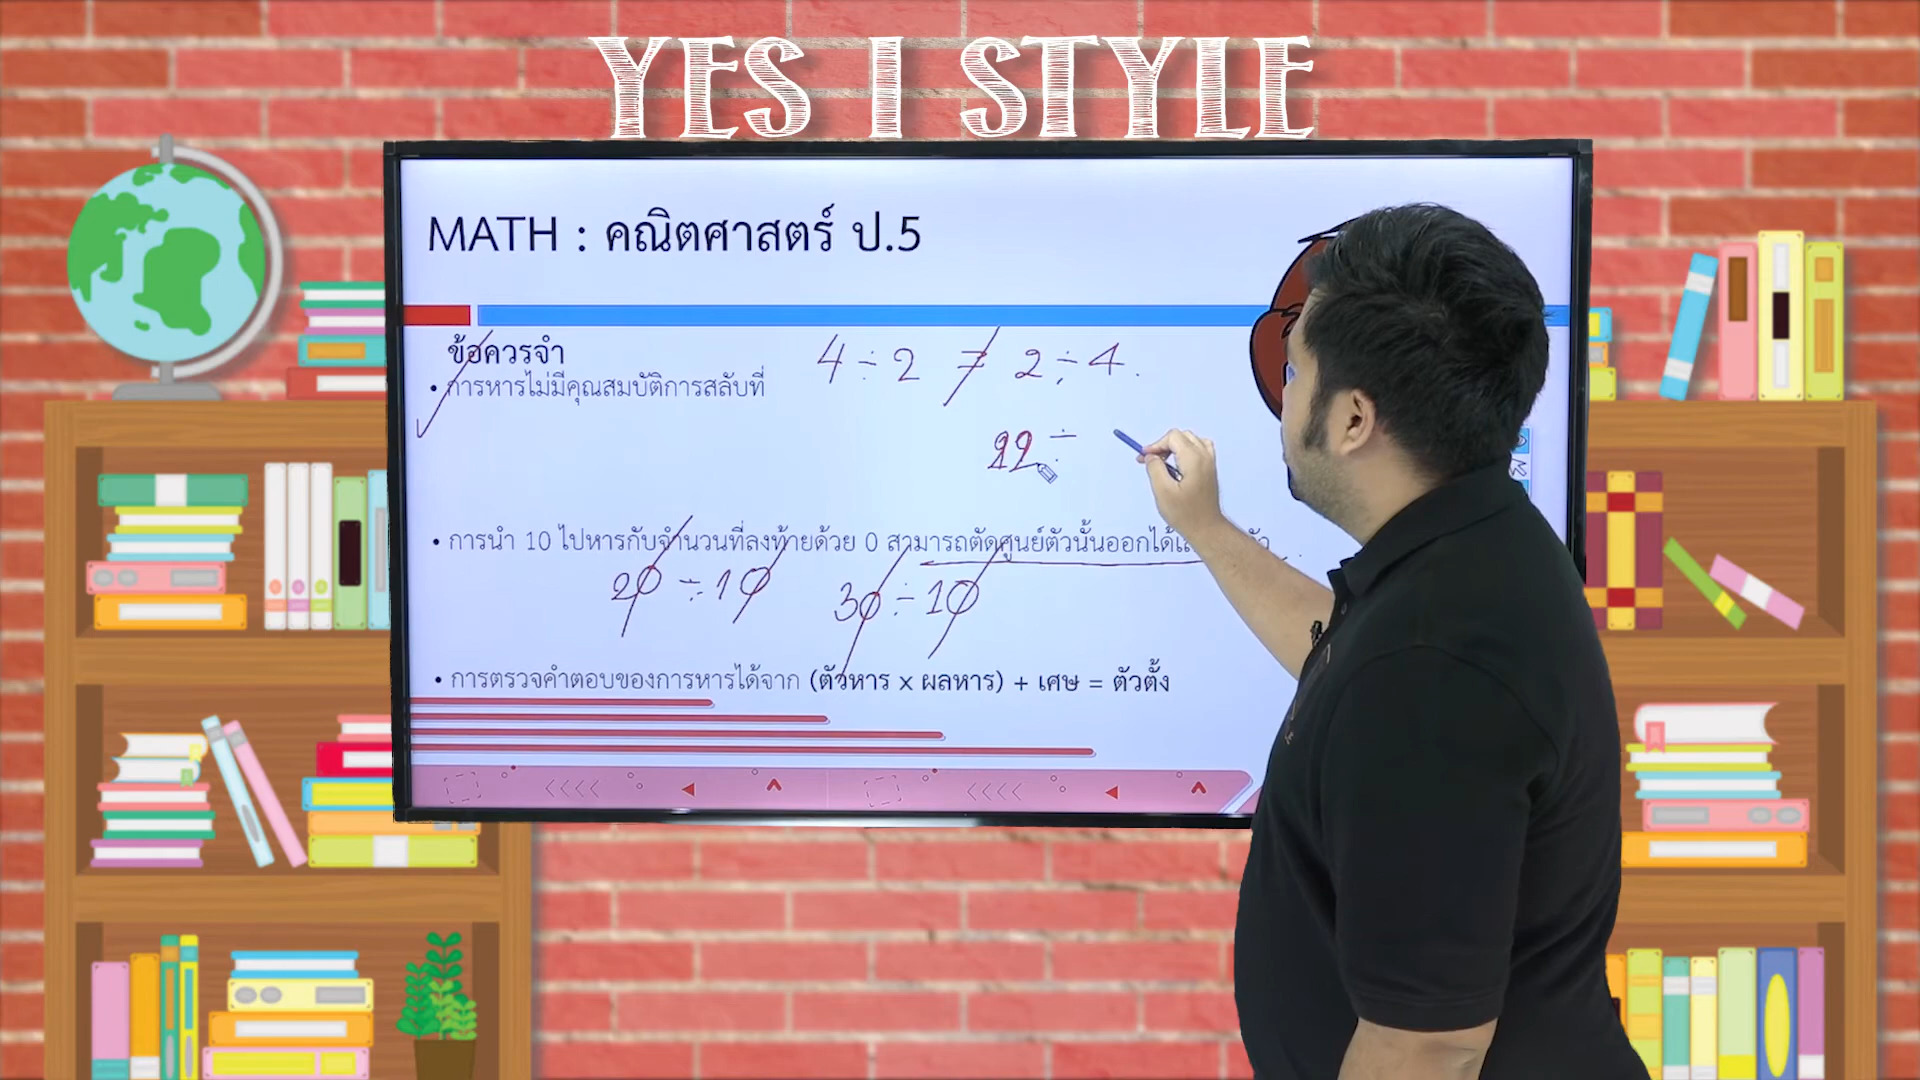 YES I STYLE
MATH : คณิตศาสตร์ ป.5
ข้อควรจำ
• การหารไม่มีคุณสมบัติการสลับที่
4 ÷ 2 ≠ 2 ÷ 4
22 ÷
• การนำ 10 ไปหารกับจำนวนที่ลงท้ายด้วย 0 สามารถตัดศูนย์ตัวนั้นออกได้
20 ÷ 10 30 ÷ 10
• การตรวจคำตอบของการหารได้จาก (ตัวหาร x ผลหาร) + เศษ = ตัวตั้ง